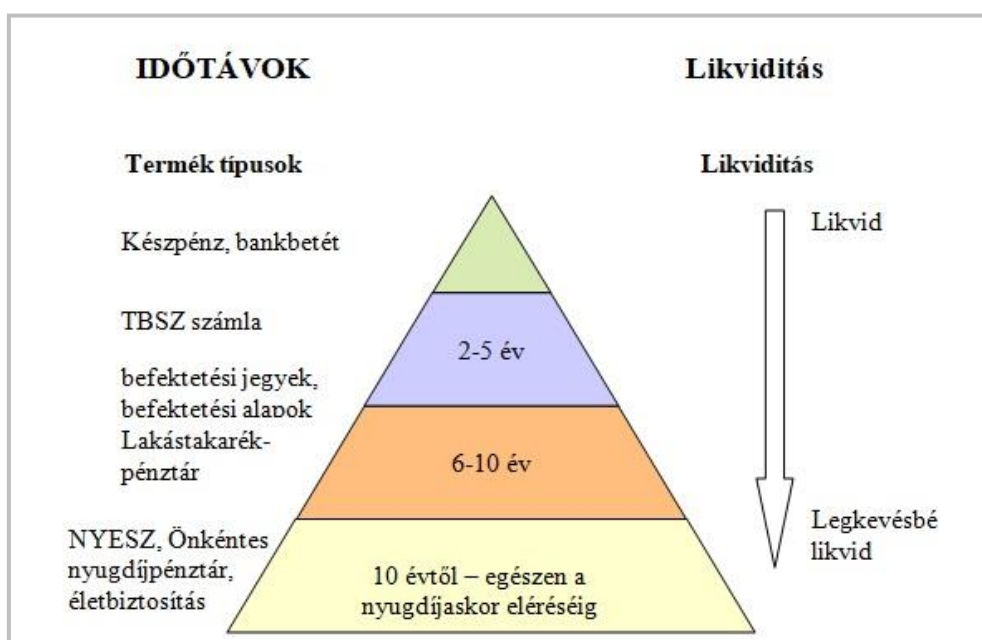 IDŐTÁVOK
Likviditás
Termék típusok
Likviditás
Készpénz, bankbetét
Likvid
TBSZ számla
2-5 év
befektetési jegyek,
befektetési alapok
Lakástakarék-
pénztár
6-10 év
NYESZ, Önkéntes
nyugdíjpénztár,
életbiztosítás
10 évtől – egészen a
nyugdíjaskor eléréséig
Legkevésbé
likvid